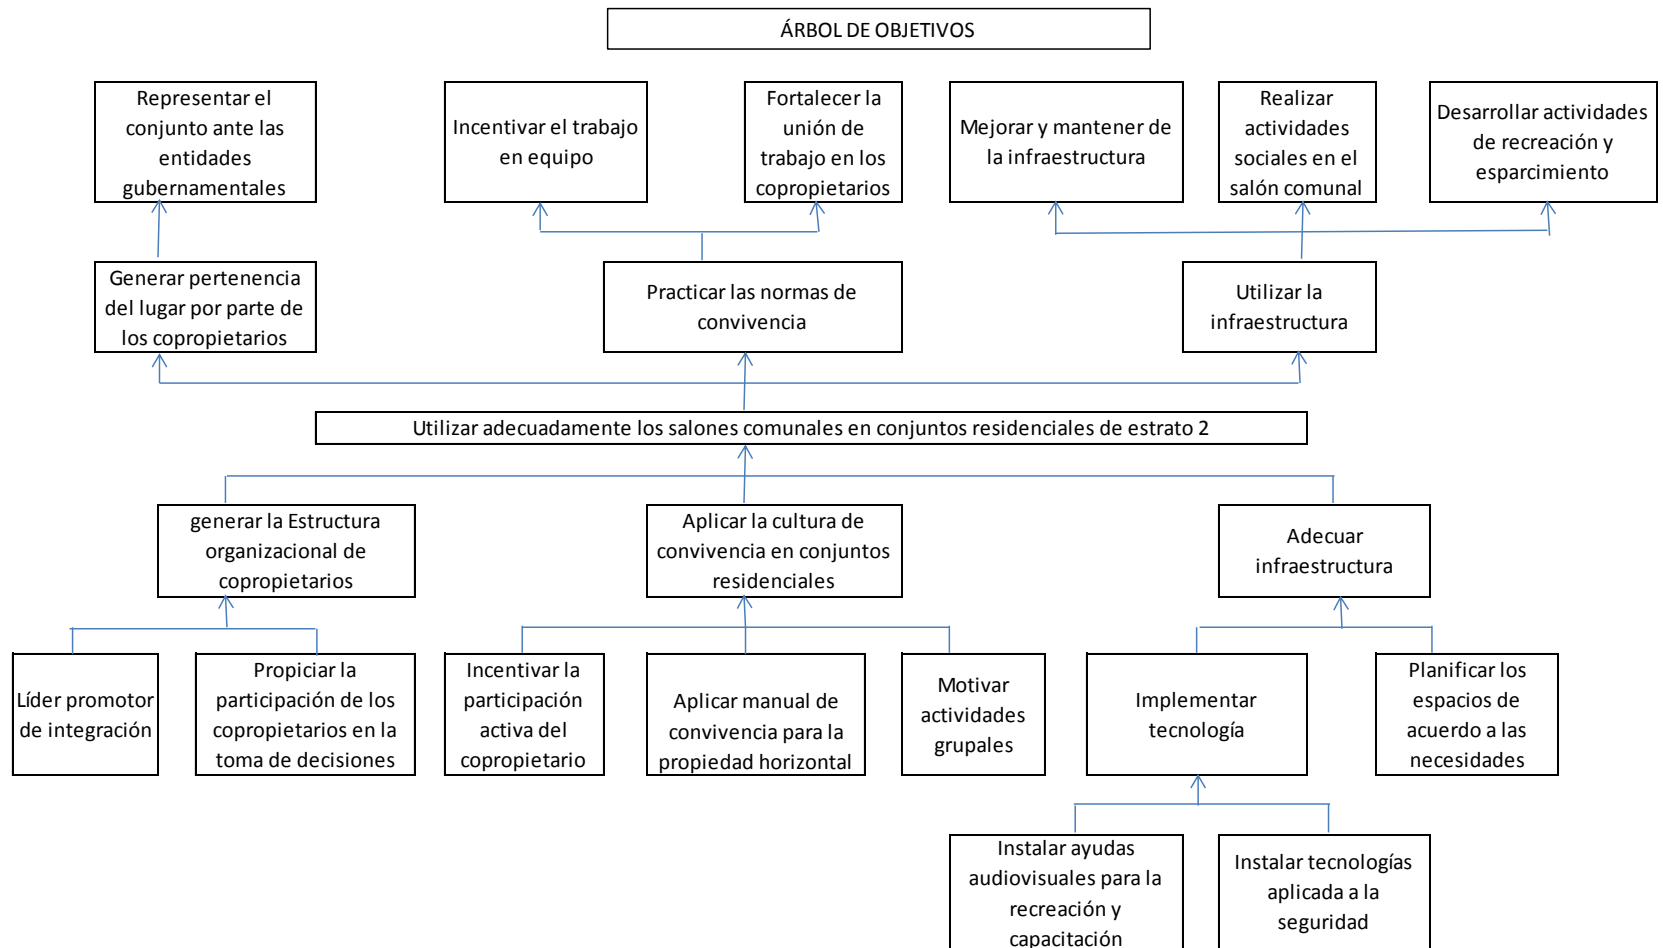 ÁRBOL DE OBJETIVOS
Representar el
conjunto ante las
entidades
gubernamentales
Incentivar el trabajo
en equipo
Fortalecer la
unión de
trabajo en los
copropietarios
Mejorar y mantener de
la infraestructura
Realizar
actividades
sociales en el
salón comunal
Desarrollar actividades
de recreación y
esparcimiento
Generar pertenencia
del lugar por parte de
los copropietarios
Practicar las normas de
convivencia
Utilizar la
infraestructura
Utilizar adecuadamente los salones comunales en conjuntos residenciales de estrato 2
generar la Estructura
organizacional de
copropietarios
Aplicar la cultura de
convivencia en conjuntos
residenciales
Adecuar
infraestructura
Líder promotor
de integración
Propiciar la
participación de los
copropietarios en la
toma de decisiones
Incentivar la
participación
activa del
copropietario
Aplicar manual de
convivencia para la
propiedad horizontal
Motivar
actividades
grupales
Implementar
tecnología
Planificar los
espacios de
acuerdo a las
necesidades
Instalar ayudas
audiovisuales para la
recreación y
capacitación
Instalar tecnologías
aplicada a la
seguridad